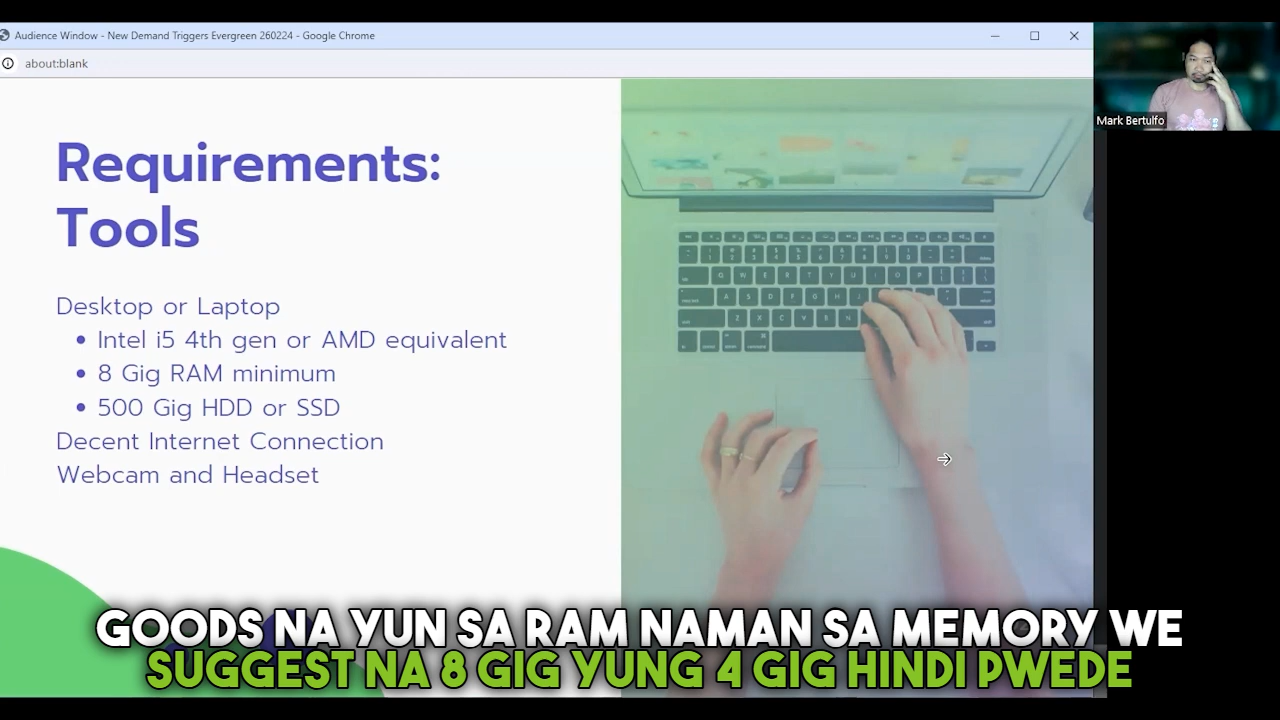 Audience Window - New Demand Triggers Evergreen 260224 - Google Chrome
about:blank
Mark Bertulfo
Requirements:
Tools
Desktop or Laptop
• Intel i5 4th gen or AMD equivalent
• 8 Gig RAM minimum
• 500 Gig HDD or SSD
Decent Internet Connection
Webcam and Headset
GOODS NA YUN SA RAM NAMAN SA MEMORY WE
SUGGEST NA 8 GIG YUNG 4 GIG HINDI PWEDE